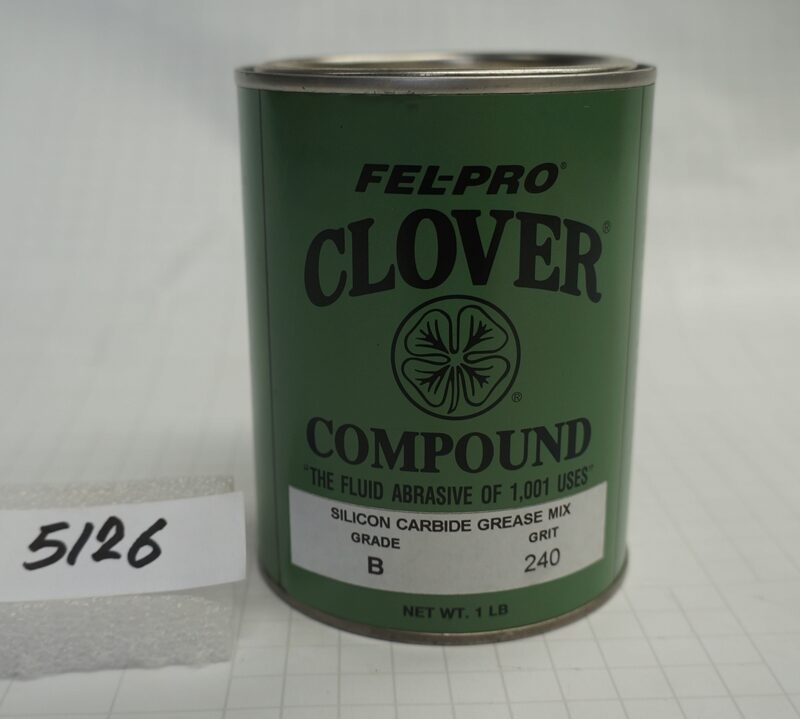 FEL-PRO®
CLOVER®
®
COMPOUND
"THE FLUID ABRASIVE OF 1,001 USES"
SILICON CARBIDE GREASE MIX
GRADE GRIT
B 240
NET WT. 1 LB
5126